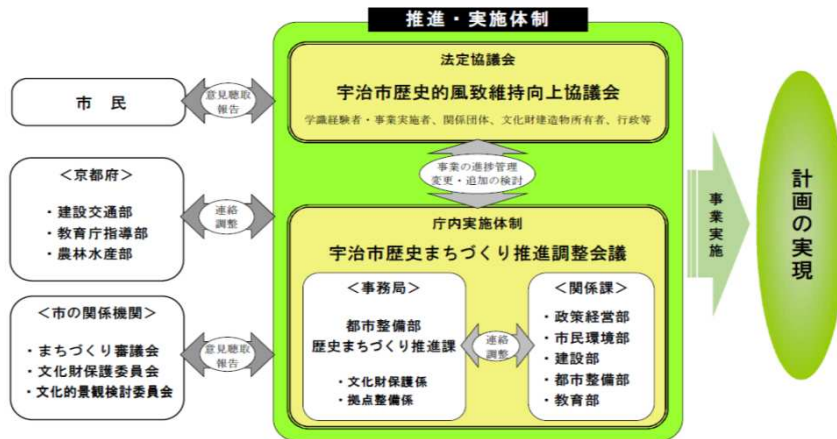 推進・実施体制
法定協議会
宇治市歴史的風致維持向上協議会
学識経験者・事業実施者、関係団体、文化財建造物所有者、行政等
市 民
意見聴取
報告
事業の進捗管理
変更・追加の検討
＜京都府＞
・建設交通部
・教育庁指導部
・農林水産部
連絡
調整
庁内実施体制
宇治市歴史まちづくり推進調整会議
＜事務局＞
都市整備部
歴史まちづくり推進課
・文化財保護係
・拠点整備係
連絡
調整
＜関係課＞
・政策経営部
・市民環境部
・建設部
・都市整備部
・教育部
＜市の関係機関＞
・まちづくり審議会
・文化財保護委員会
・文化的景観検討委員会
意見聴取
報告
事業実施
計画の実現